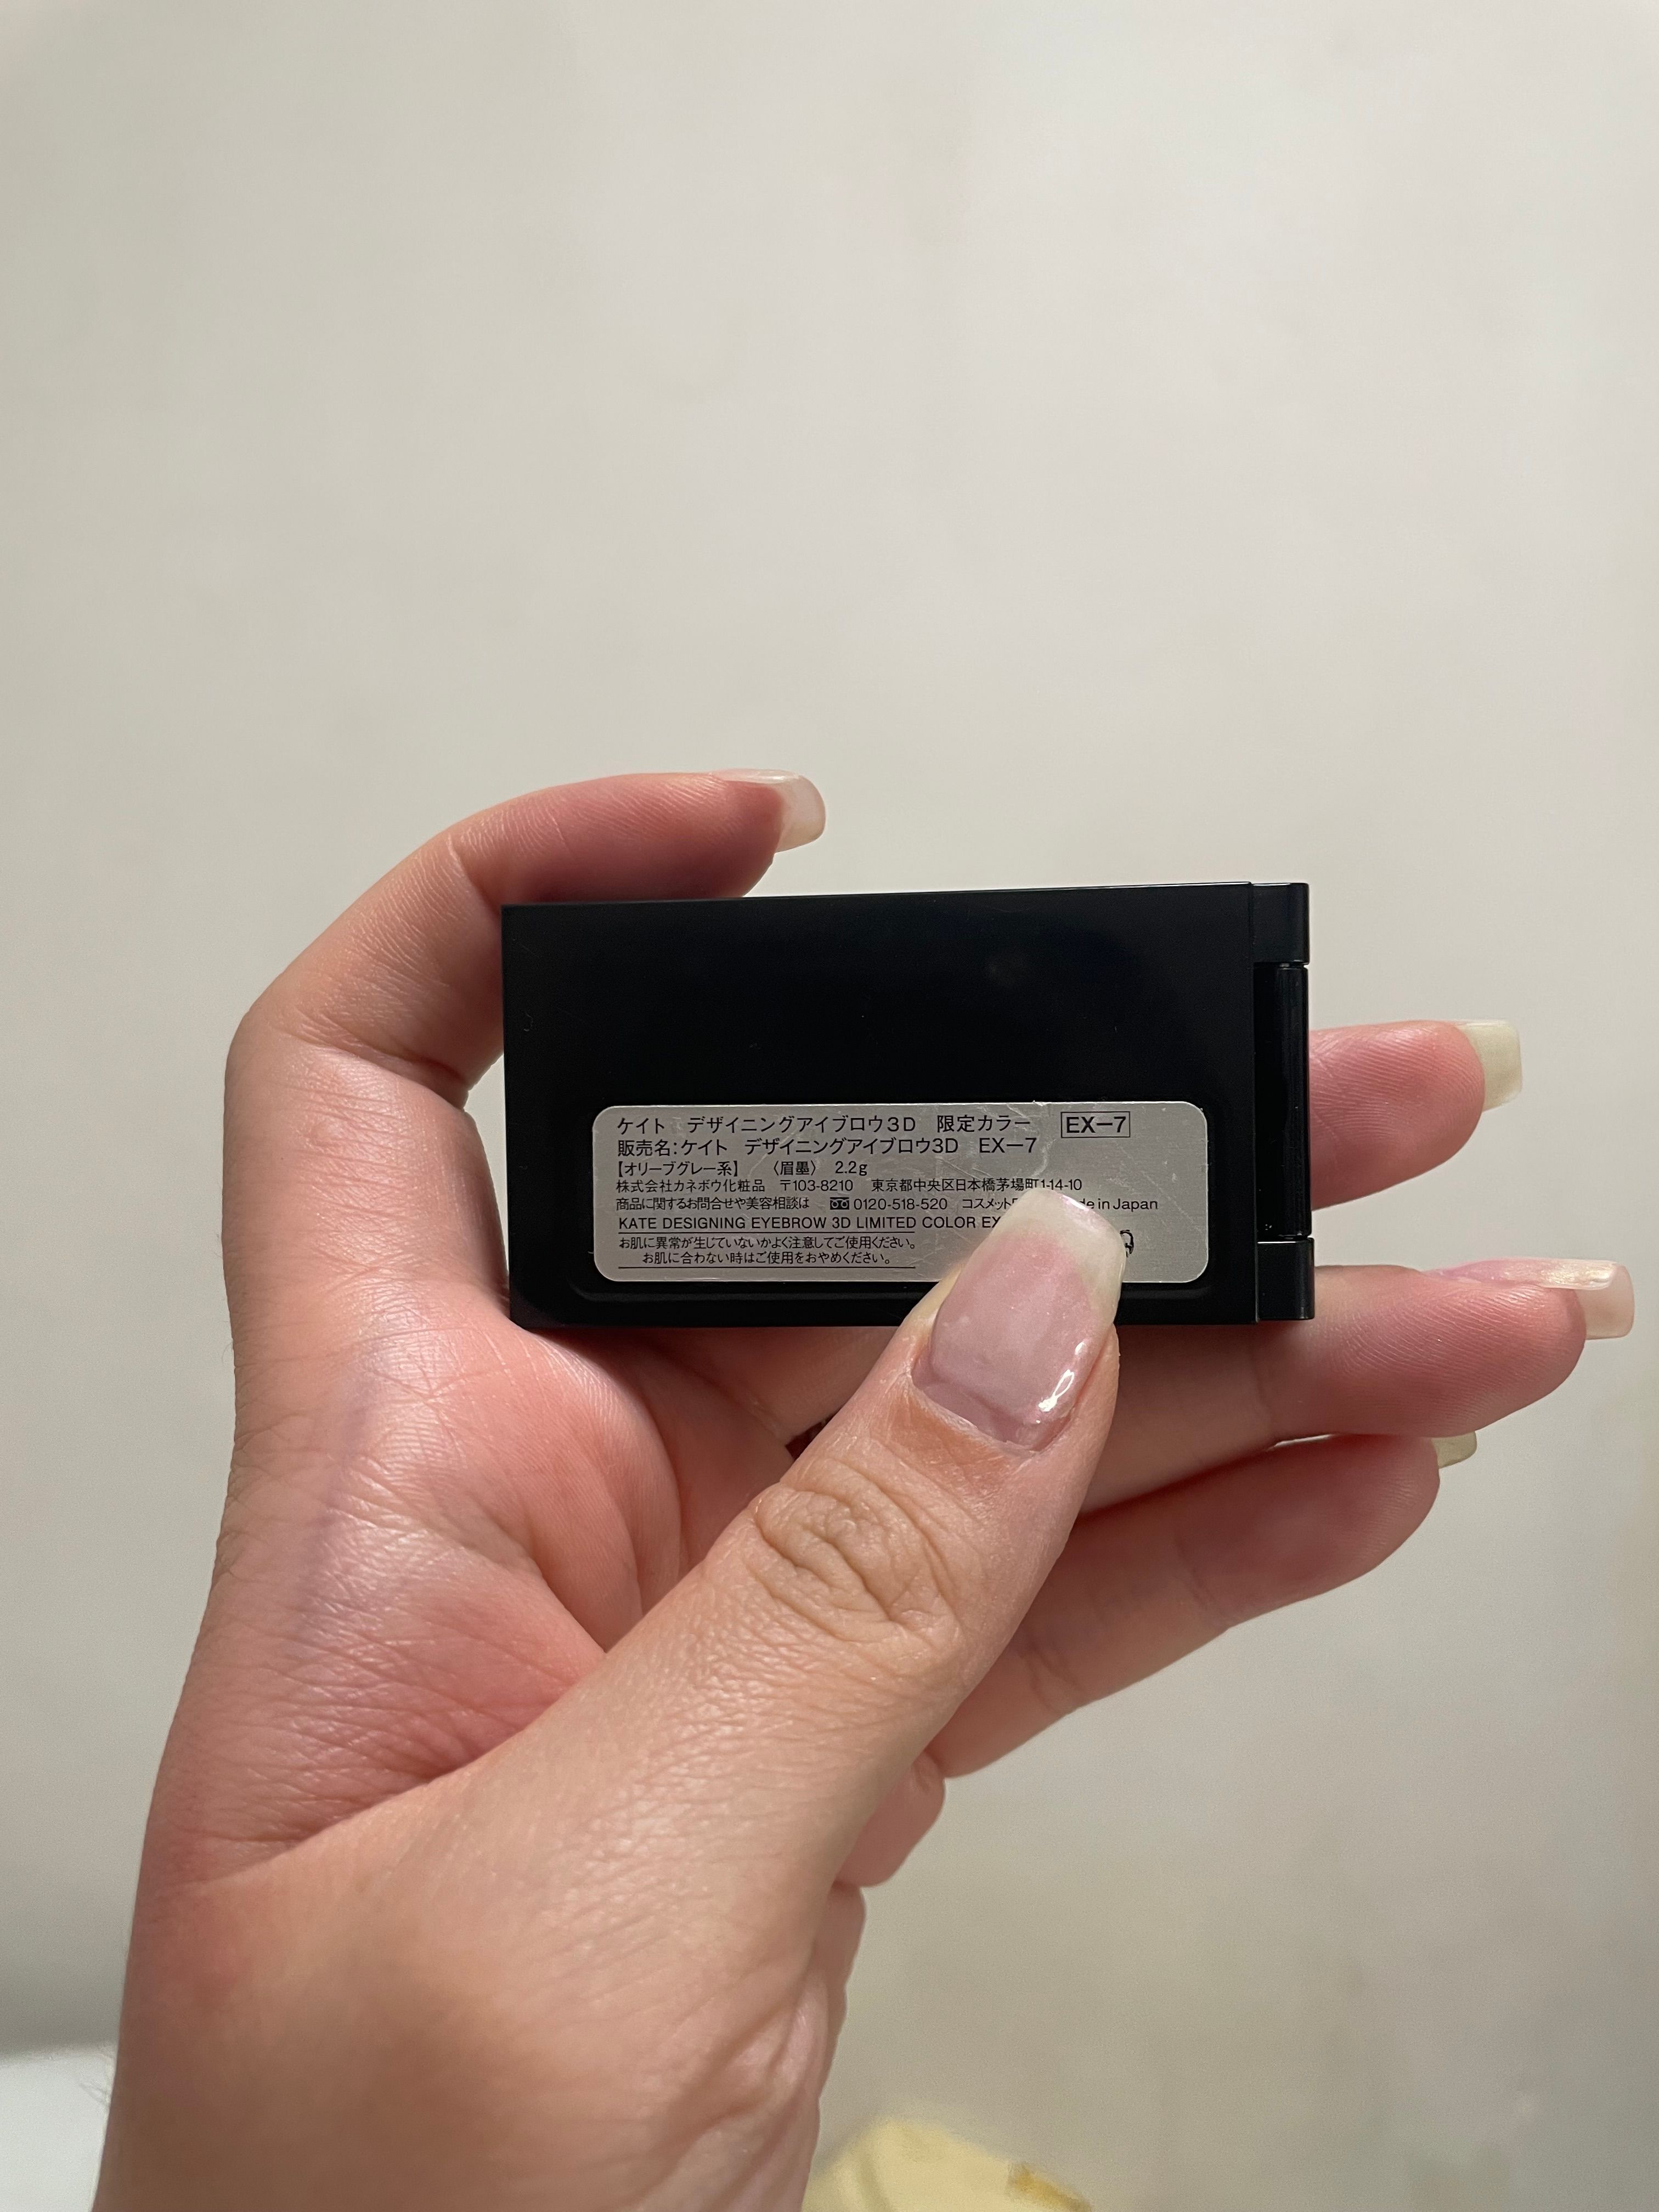 ケイト デザイニングアイブロウ3D 限定カラー EX-7
販売名:ケイト デザイニングアイブロウ3D EX-7
【オリーブグレー系】 〈眉墨〉 2.2g
株式会社カネボウ化粧品 〒103-8210 東京都中央区日本橋茅場町1-14-10
商品に関するお問合せや美容相談は 0120-518-520 コスメット in Japan
KATE DESIGNING EYEBROW 3D LIMITED COLOR
お肌に異常が生じていないかよく注意してご使用ください。
お肌に合わない時はご使用をおやめください。